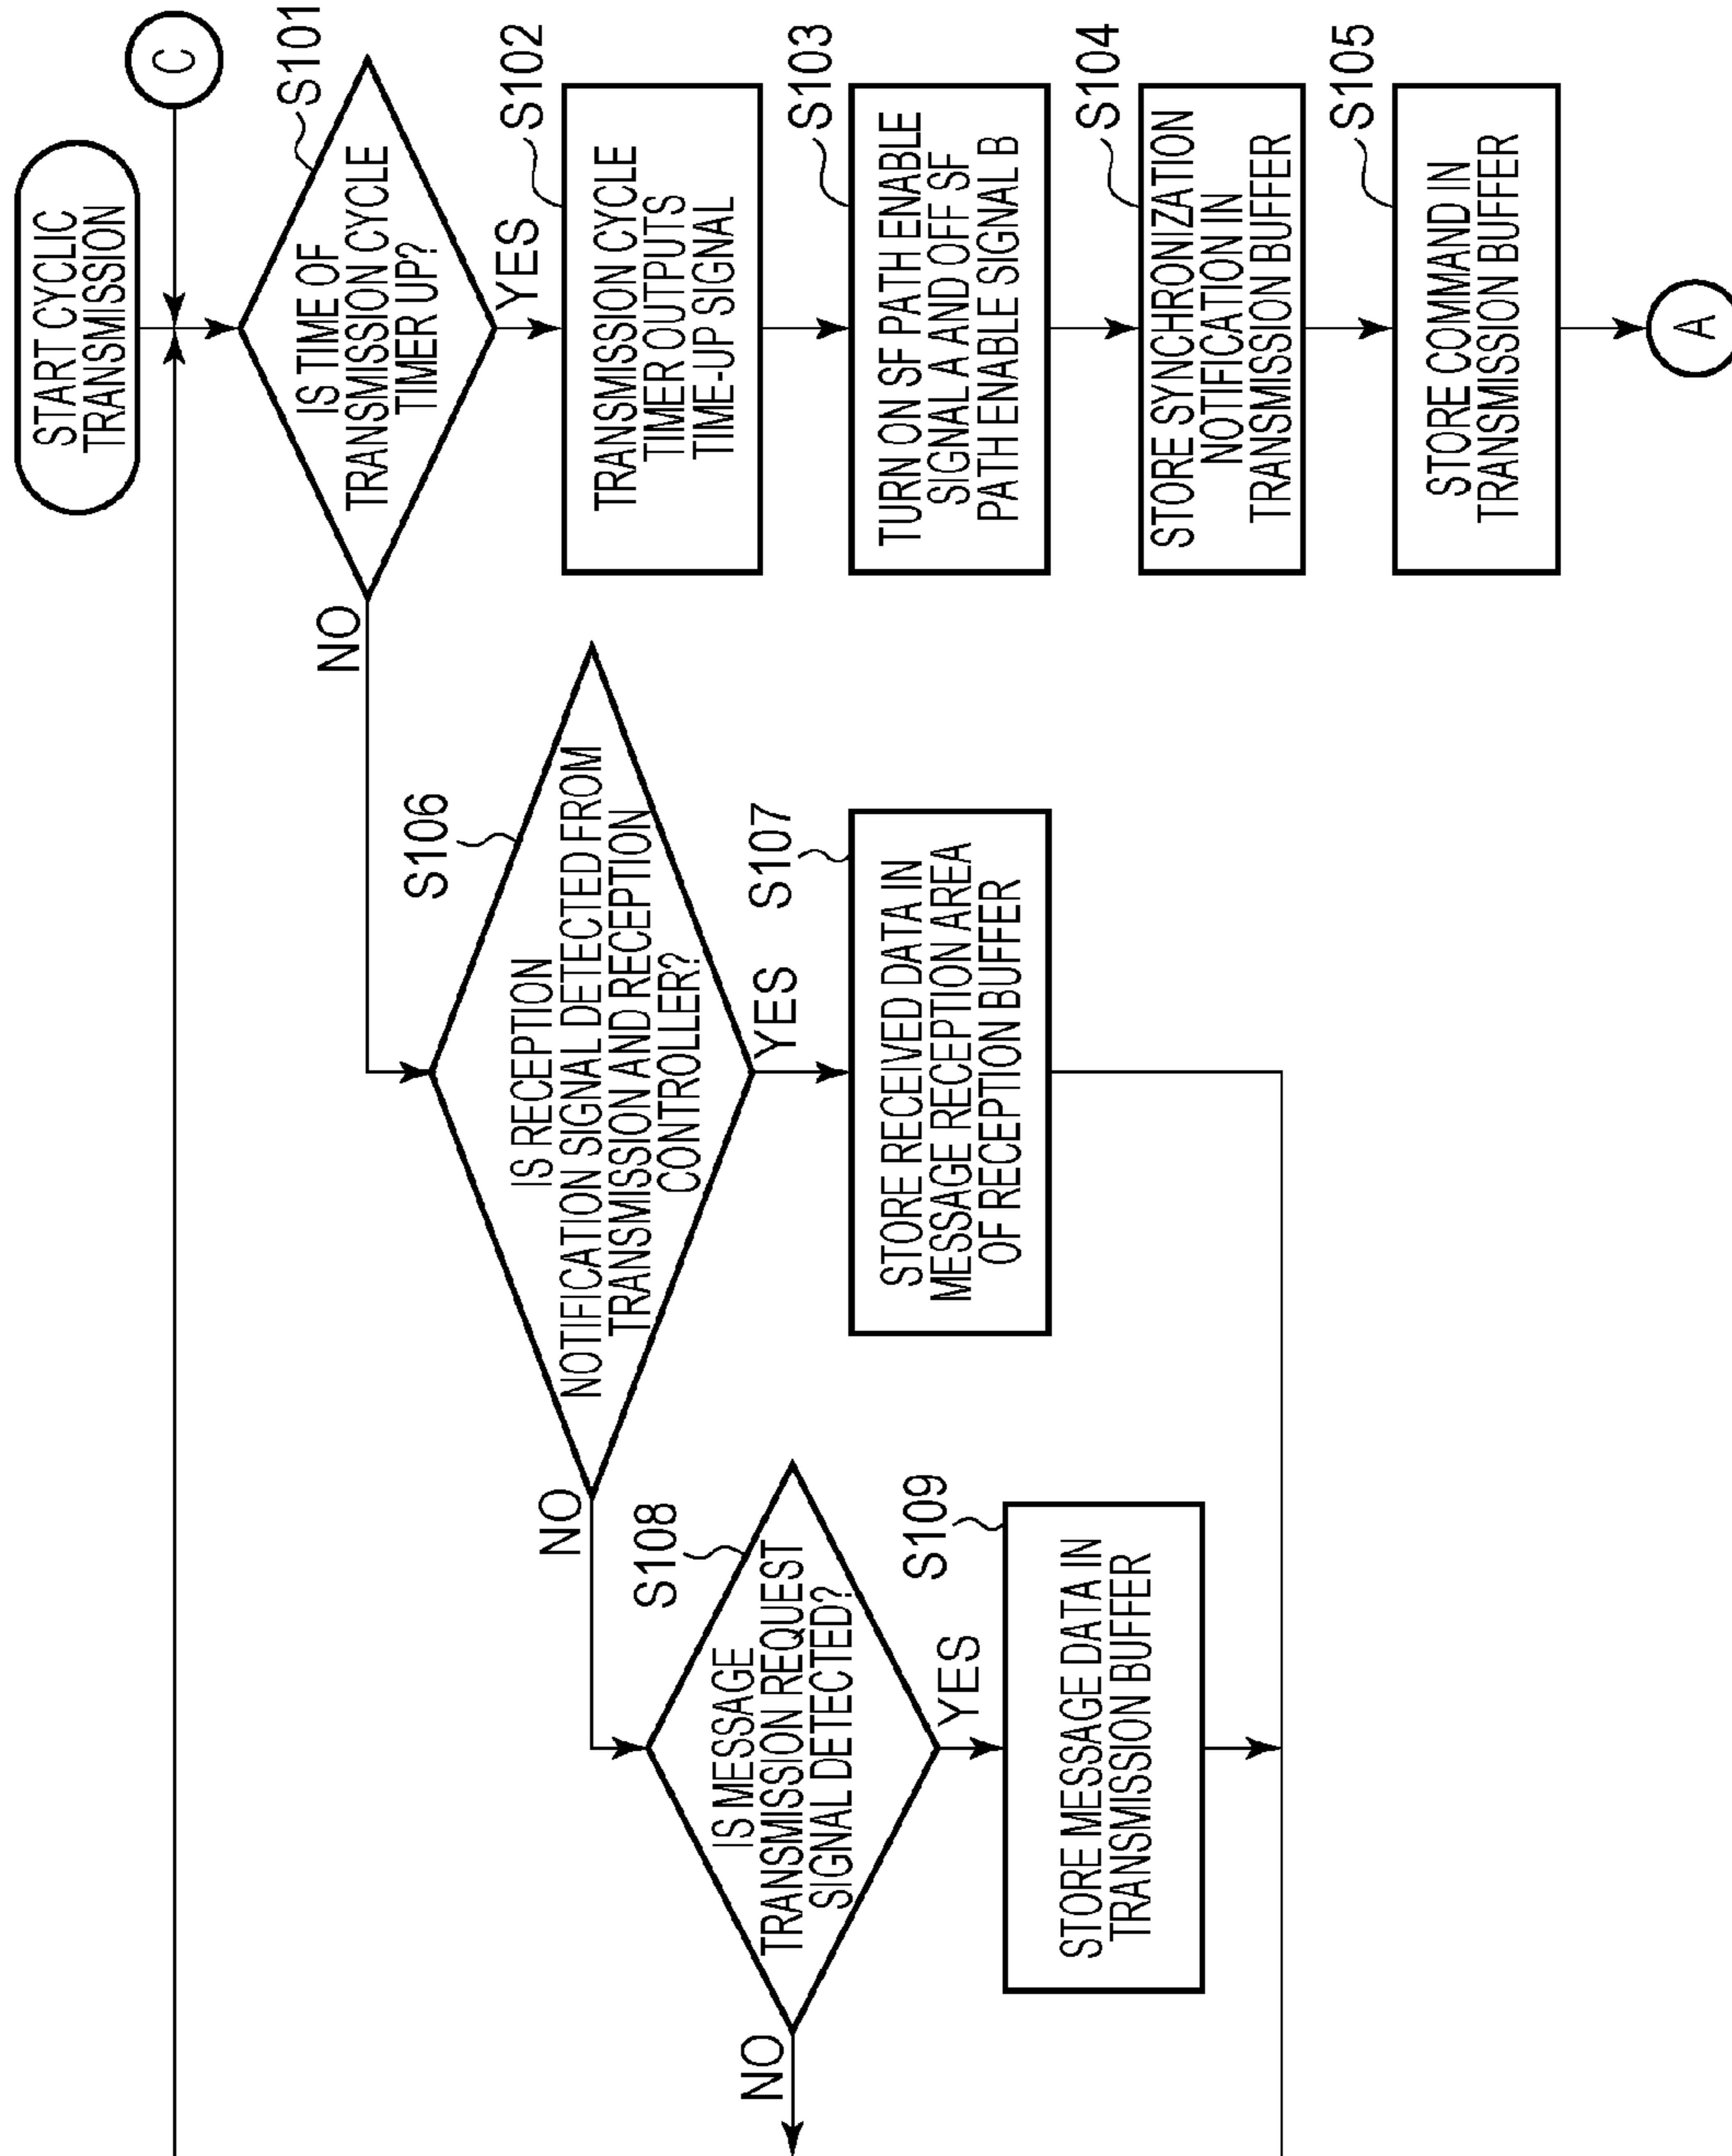 START CYCLIC
TRANSMISSION
C
S101
IS TIME OF
TRANSMISSION CYCLE
TIMER UP?
YES
NO
S102
TRANSMISSION CYCLE
TIMER OUTPUTS
TIME-UP SIGNAL
S103
TURN ON SF PATH ENABLE
SIGNAL A AND OFF SF
PATH ENABLE SIGNAL B
S104
STORE SYNCHRONIZATION
NOTIFICATION IN
TRANSMISSION BUFFER
S105
STORE COMMAND IN
TRANSMISSION BUFFER
A
S106
IS RECEPTION
NOTIFICATION SIGNAL DETECTED FROM
TRANSMISSION AND RECEPTION
CONTROLLER?
YES
NO
S107
STORE RECEIVED DATA IN
MESSAGE RECEPTION AREA
OF RECEPTION BUFFER
S108
IS MESSAGE
TRANSMISSION REQUEST
SIGNAL DETECTED?
YES
NO
S109
STORE MESSAGE DATA IN
TRANSMISSION BUFFER